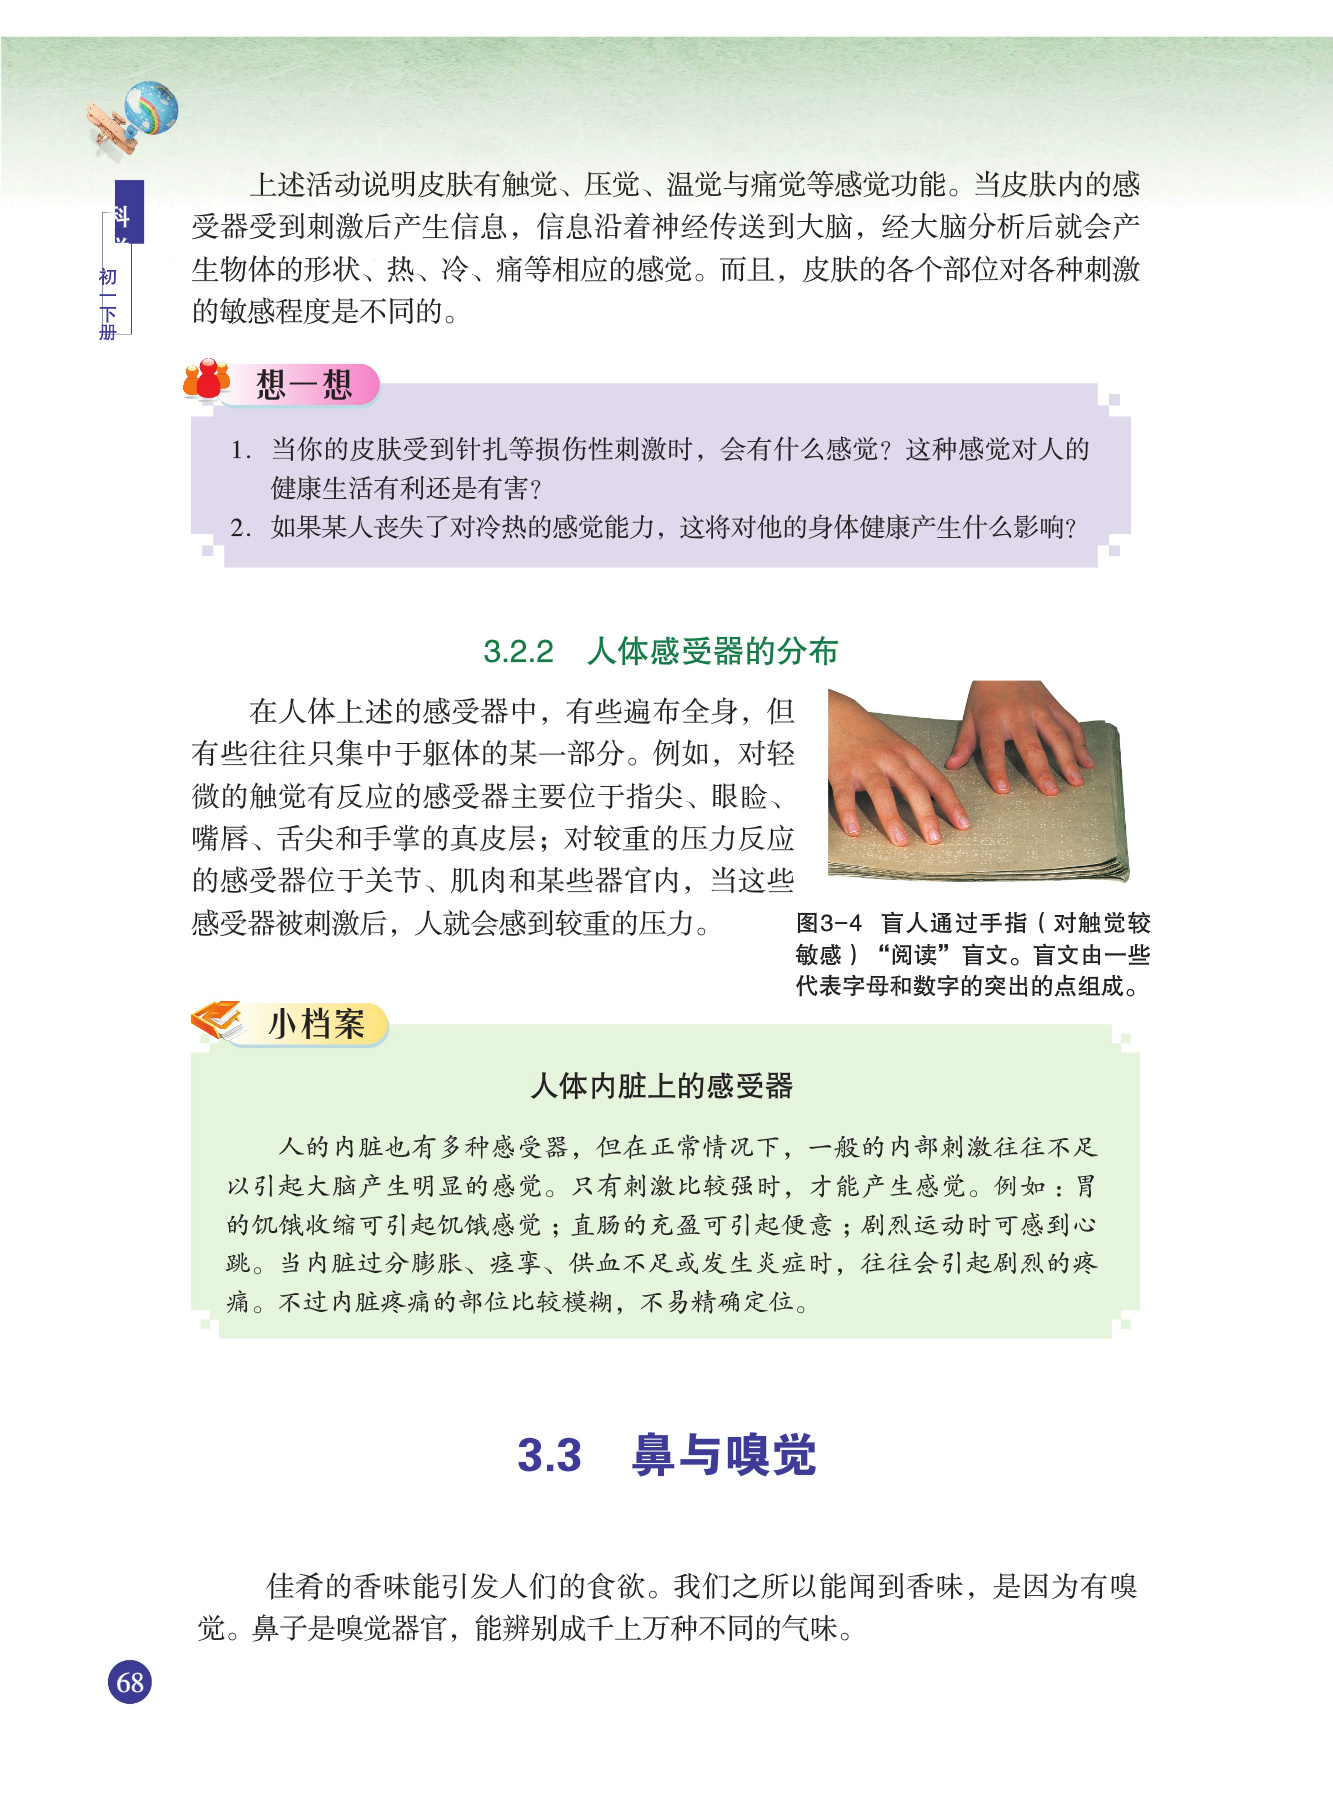 科学
初一下册
上述活动说明皮肤有触觉、压觉、温觉与痛觉等感觉功能。当皮肤内的感
受器受到刺激后产生信息，信息沿着神经传送到大脑，经大脑分析后就会产
生物体的形状、热、冷、痛等相应的感觉。而且，皮肤的各个部位对各种刺激
的敏感程度是不同的。
想一想
1. 当你的皮肤受到针扎等损伤性刺激时，会有什么感觉？这种感觉对人的
健康生活有利还是有害？
2. 如果某人丧失了对冷热的感觉能力，这将对他的身体健康产生什么影响？
3.2.2 人体感受器的分布
在人体上述的感受器中，有些遍布全身，但
有些往往只集中于躯体的某一部分。例如，对轻
微的触觉有反应的感受器主要位于指尖、眼睑、
嘴唇、舌尖和手掌的真皮层；对较重的压力反应
的感受器位于关节、肌肉和某些器官内，当这些
感受器被刺激后，人就会感到较重的压力。
图3-4 盲人通过手指（对触觉较
敏感）“阅读”盲文。盲文由一些
代表字母和数字的突出的点组成。
小档案
人体内脏上的感受器
人的内脏也有多种感受器，但在正常情况下，一般的内部刺激往往不足
以引起大脑产生明显的感觉。只有刺激比较强时，才能产生感觉。例如：胃
的饥饿收缩可引起饥饿感觉；直肠的充盈可引起便意；剧烈运动时可感到心
跳。当内脏过分膨胀、痉挛、供血不足或发生炎症时，往往会引起剧烈的疼
痛。不过内脏疼痛的部位比较模糊，不易精确定位。
3.3 鼻与嗅觉
佳肴的香味能引发人们的食欲。我们之所以能闻到香味，是因为有嗅
觉。鼻子是嗅觉器官，能辨别成千上万种不同的气味。
68